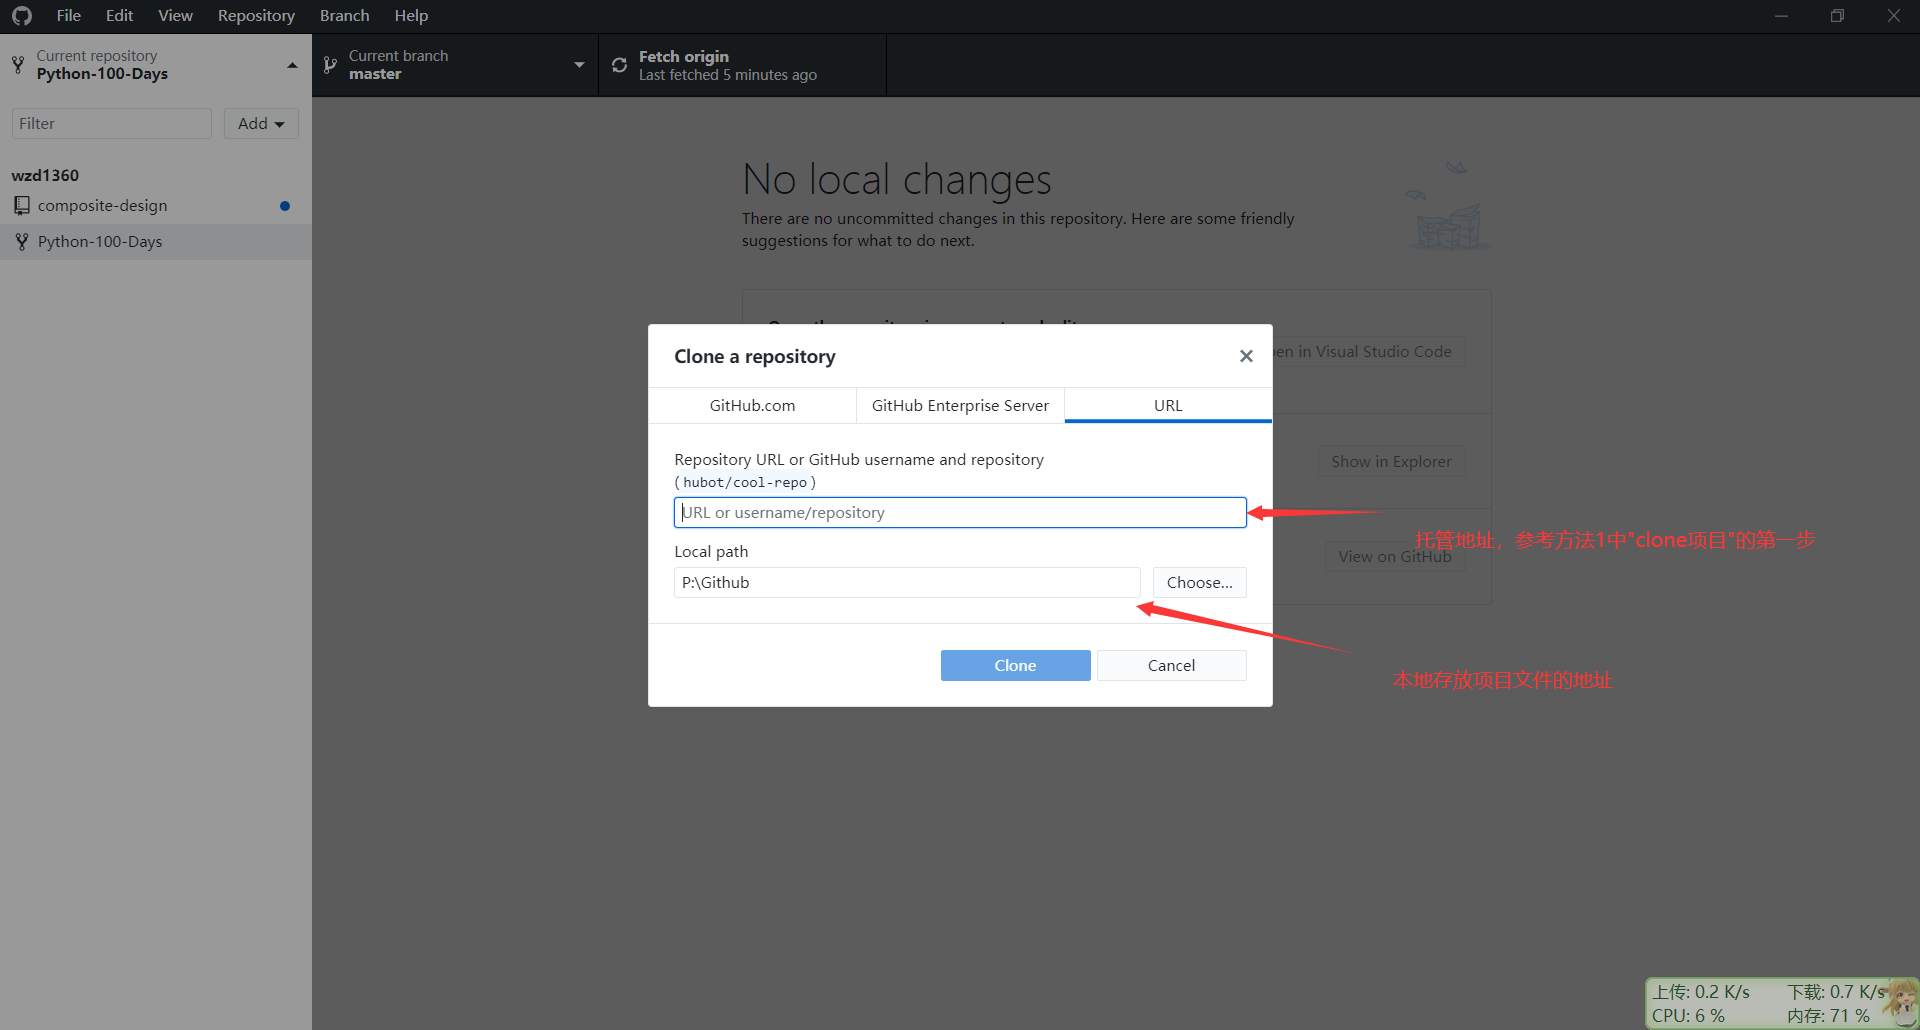 File Edit View Repository Branch Help
Current repository
Python-100-Days
Current branch
master
Fetch origin
Last fetched 5 minutes ago
Filter
Add
wzd1360
composite-design
Python-100-Days
No local changes
There are no uncommitted changes in this repository. Here are some friendly
suggestions for what to do next.
Clone a repository
en in Visual Studio Code
GitHub.com
GitHub Enterprise Server
URL
Repository URL or GitHub username and repository
(hubot/cool-repo)
Show in Explorer
URL or username/repository
托管地址，参考方法1中"clone项目"的第一步
View on GitHub
Local path
P:\Github
Choose...
本地存放项目文件的地址
Clone
Cancel
上传: 0.2 K/s 下载: 0.7 K/s
CPU: 6 % 内存: 71 %